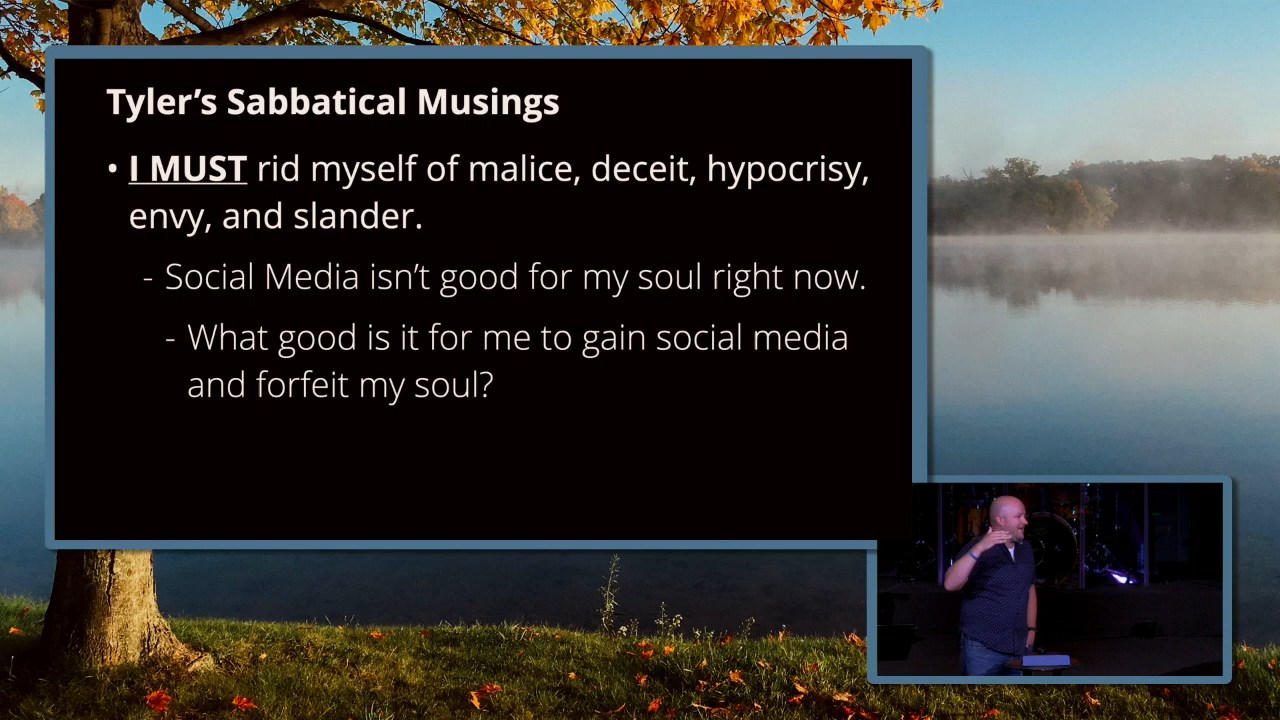 Tyler’s Sabbatical Musings
• I MUST rid myself of malice, deceit, hypocrisy,
envy, and slander.
- Social Media isn’t good for my soul right now.
- What good is it for me to gain social media
and forfeit my soul?